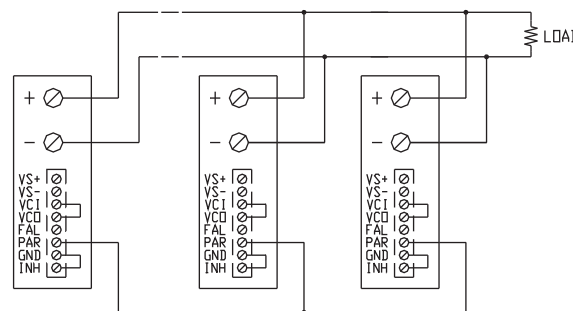 LOAD
+ + +
- - -
VS+ VS+ VS+
VS- VS- VS-
VCI VCI VCI
VCO VCO VCO
FAL FAL FAL
PAR PAR PAR
GND GND GND
INH INH INH